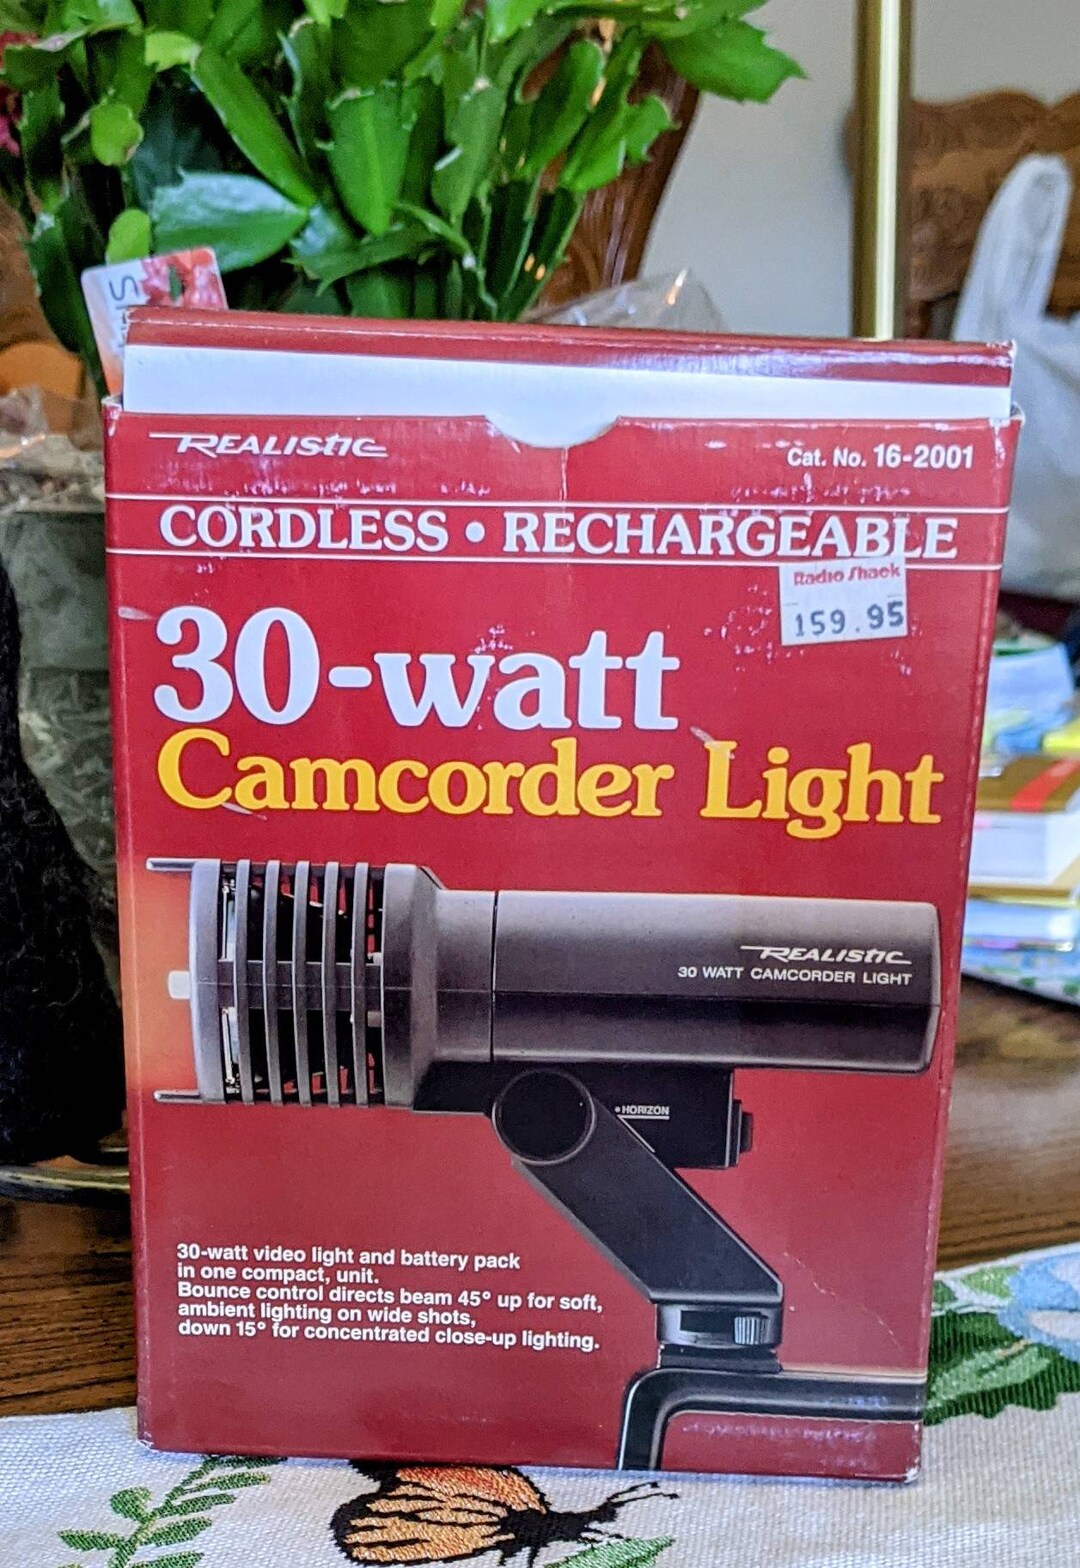 REALISTIC
Cat. No. 16-2001
CORDLESS • RECHARGEABLE
Radio Shack
159.95
30-watt
Camcorder Light
REALISTIC
30 WATT CAMCORDER LIGHT
• HORIZON
30-watt video light and battery pack
in one compact, unit.
Bounce control directs beam 45° up for soft,
ambient lighting on wide shots,
down 15° for concentrated close-up lighting.